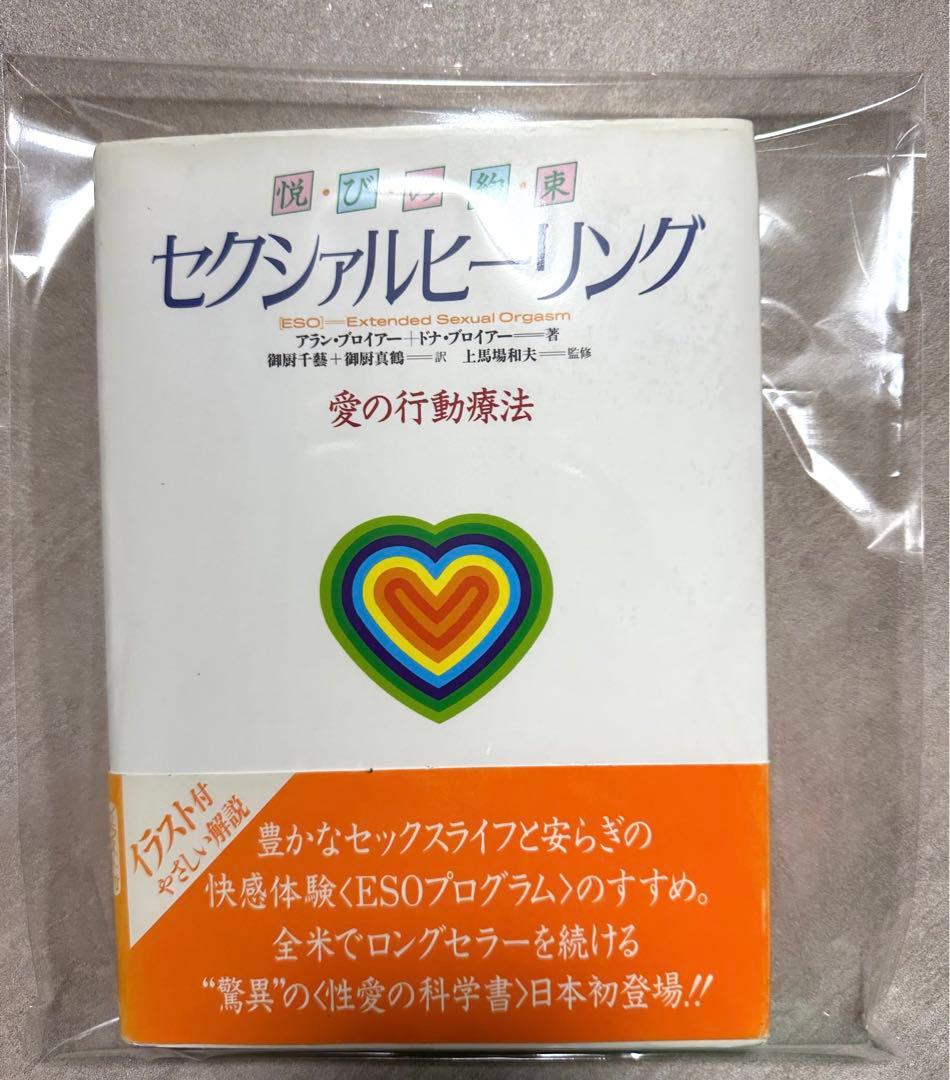 悦・び・の・約・束
セクシァルヒーリング
[ESO]＝Extended Sexual Orgasm
アラン・ブロイアー＋ドナ・ブロイアー＝著
御厨千藝＋御厨真鶴＝訳　上馬場和夫＝監修
愛の行動療法
イラスト付
やさしい解説
豊かなセックスライフと安らぎの
快感体験〈ESOプログラム〉のすすめ。
全米でロングセラーを続ける
“驚異”の〈性愛の科学書〉日本初登場!!